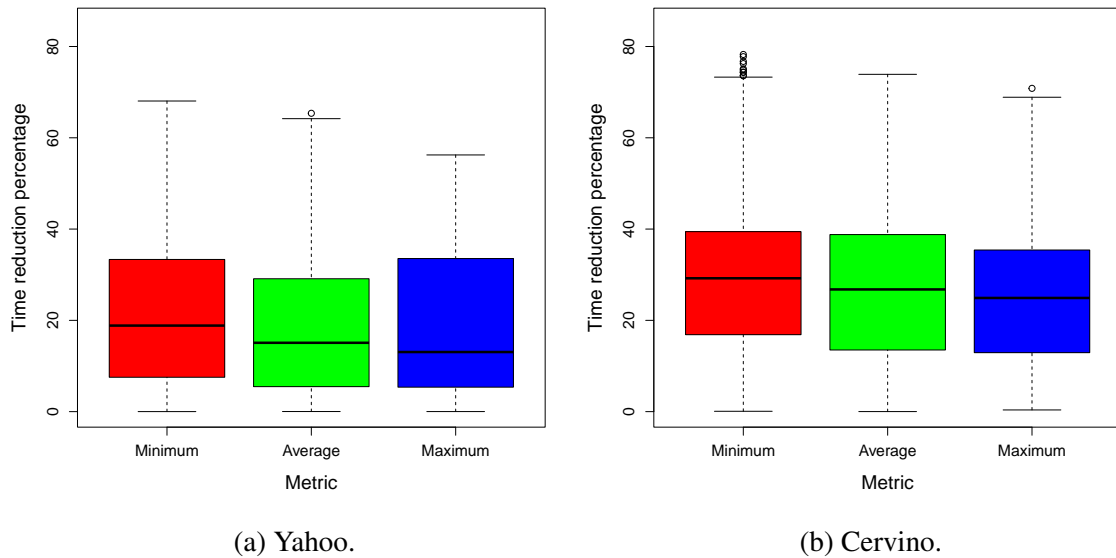 Time reduction percentage
80
60
40
20
0
Minimum Average Maximum
Metric
(a) Yahoo.
Time reduction percentage
80
60
40
20
0
Minimum Average Maximum
Metric
(b) Cervino.